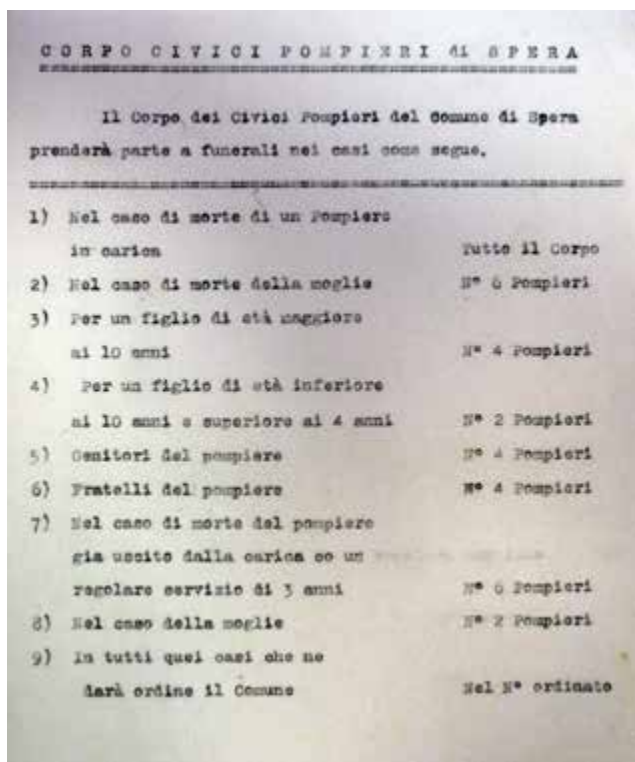 CORPO CIVICI POMPIERI di SPERA
Il Corpo dei Civici Pompieri del Comune di Spera
prenderà parte a funerali nei casi come segue.
1) Nel caso di morte di un Pompiere
in carica Tutto il Corpo
2) Nel caso di morte della moglie N° 6 Pompieri
3) Per un figlio di età maggiore
ai 10 anni N° 4 Pompieri
4) Per un figlio di età inferiore
ai 10 anni e superiore ai 4 anni N° 2 Pompieri
5) Genitori del pompiere N° 4 Pompieri
6) Fratelli del pompiere N° 4 Pompieri
7) Nel caso di morte del pompiere
gia uscito dalla carica so un
regolare servizio di 3 anni N° 6 Pompieri
8) Nel caso della moglie N° 2 Pompieri
9) In tutti quei casi che ne
darà ordine il Comune Nel N° ordinato